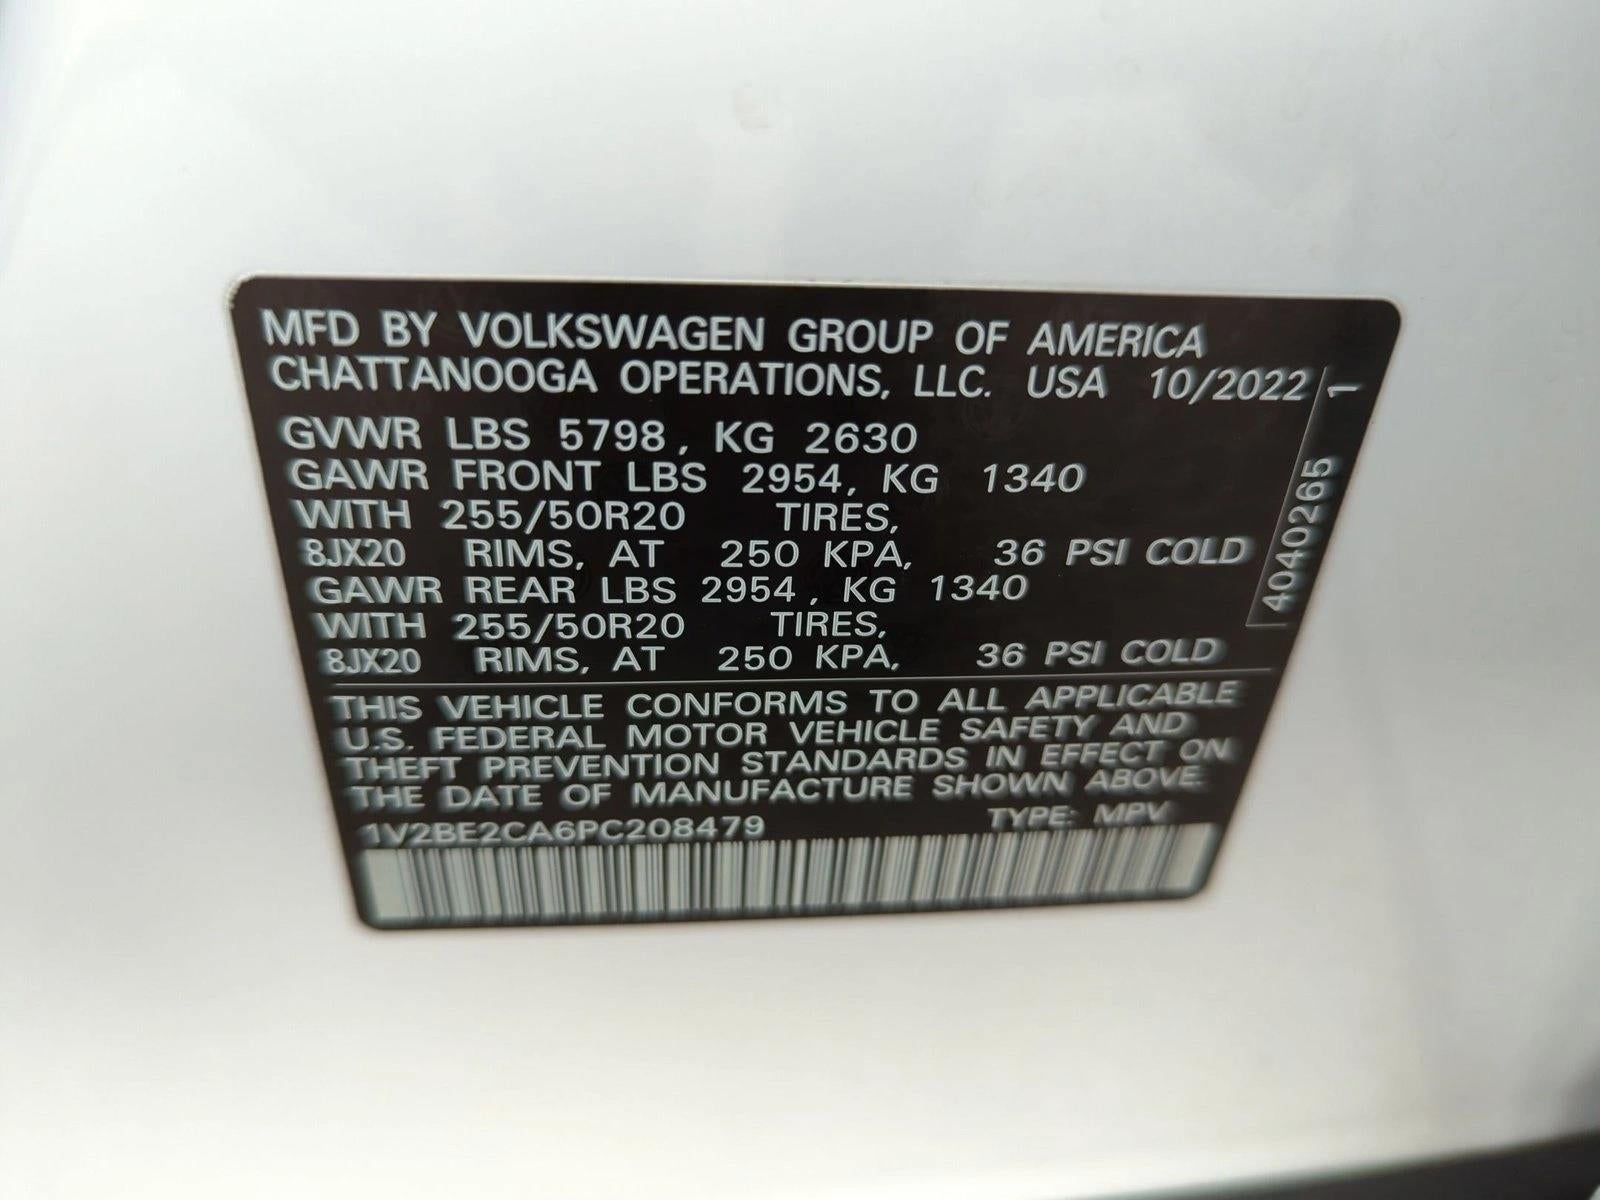 MFD BY VOLKSWAGEN GROUP OF AMERICA
CHATTANOOGA OPERATIONS, LLC. USA 10/2022
GVWR LBS 5798, KG 2630
GAWR FRONT LBS 2954, KG 1340
WITH 255/50R20 TIRES,
8JX20 RIMS, AT 250 KPA, 36 PSI COLD
GAWR REAR LBS 2954, KG 1340
WITH 255/50R20 TIRES,
8JX20 RIMS, AT 250 KPA, 36 PSI COLD
THIS VEHICLE CONFORMS TO ALL APPLICABLE
U.S. FEDERAL MOTOR VEHICLE SAFETY AND
THEFT PREVENTION STANDARDS IN EFFECT ON
THE DATE OF MANUFACTURE SHOWN ABOVE.
1V2BE2CA6PC208479 TYPE: MPV
4040265 1